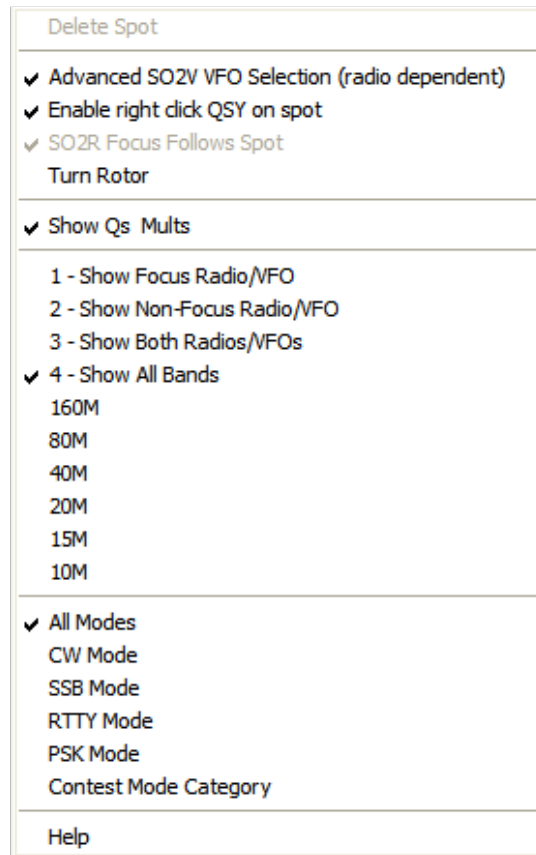 Delete Spot
Advanced SO2V VFO Selection (radio dependent)
Enable right click QSY on spot
SO2R Focus Follows Spot
Turn Rotor
Show Qs  Mults
1 - Show Focus Radio/VFO
2 - Show Non-Focus Radio/VFO
3 - Show Both Radios/VFOs
4 - Show All Bands
160M
80M
40M
20M
15M
10M
All Modes
CW Mode
SSB Mode
RTTY Mode
PSK Mode
Contest Mode Category
Help